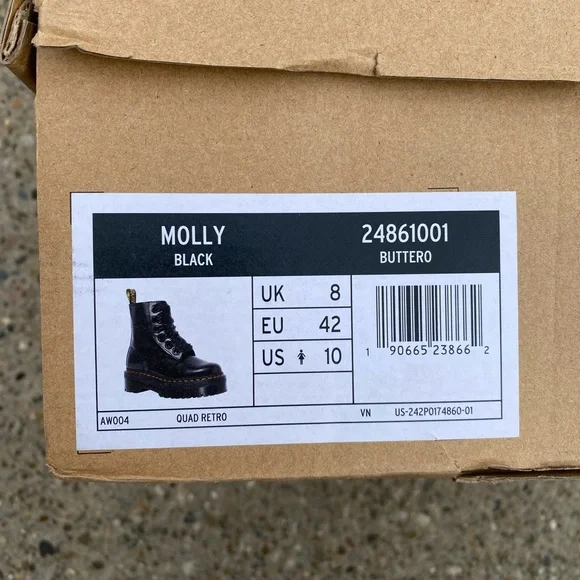 MOLLY 24861001
BLACK BUTTERO
UK 8
EU 42
US 10
1 90665 23866 2
AW004 QUAD RETRO VN US-242P0174860-01